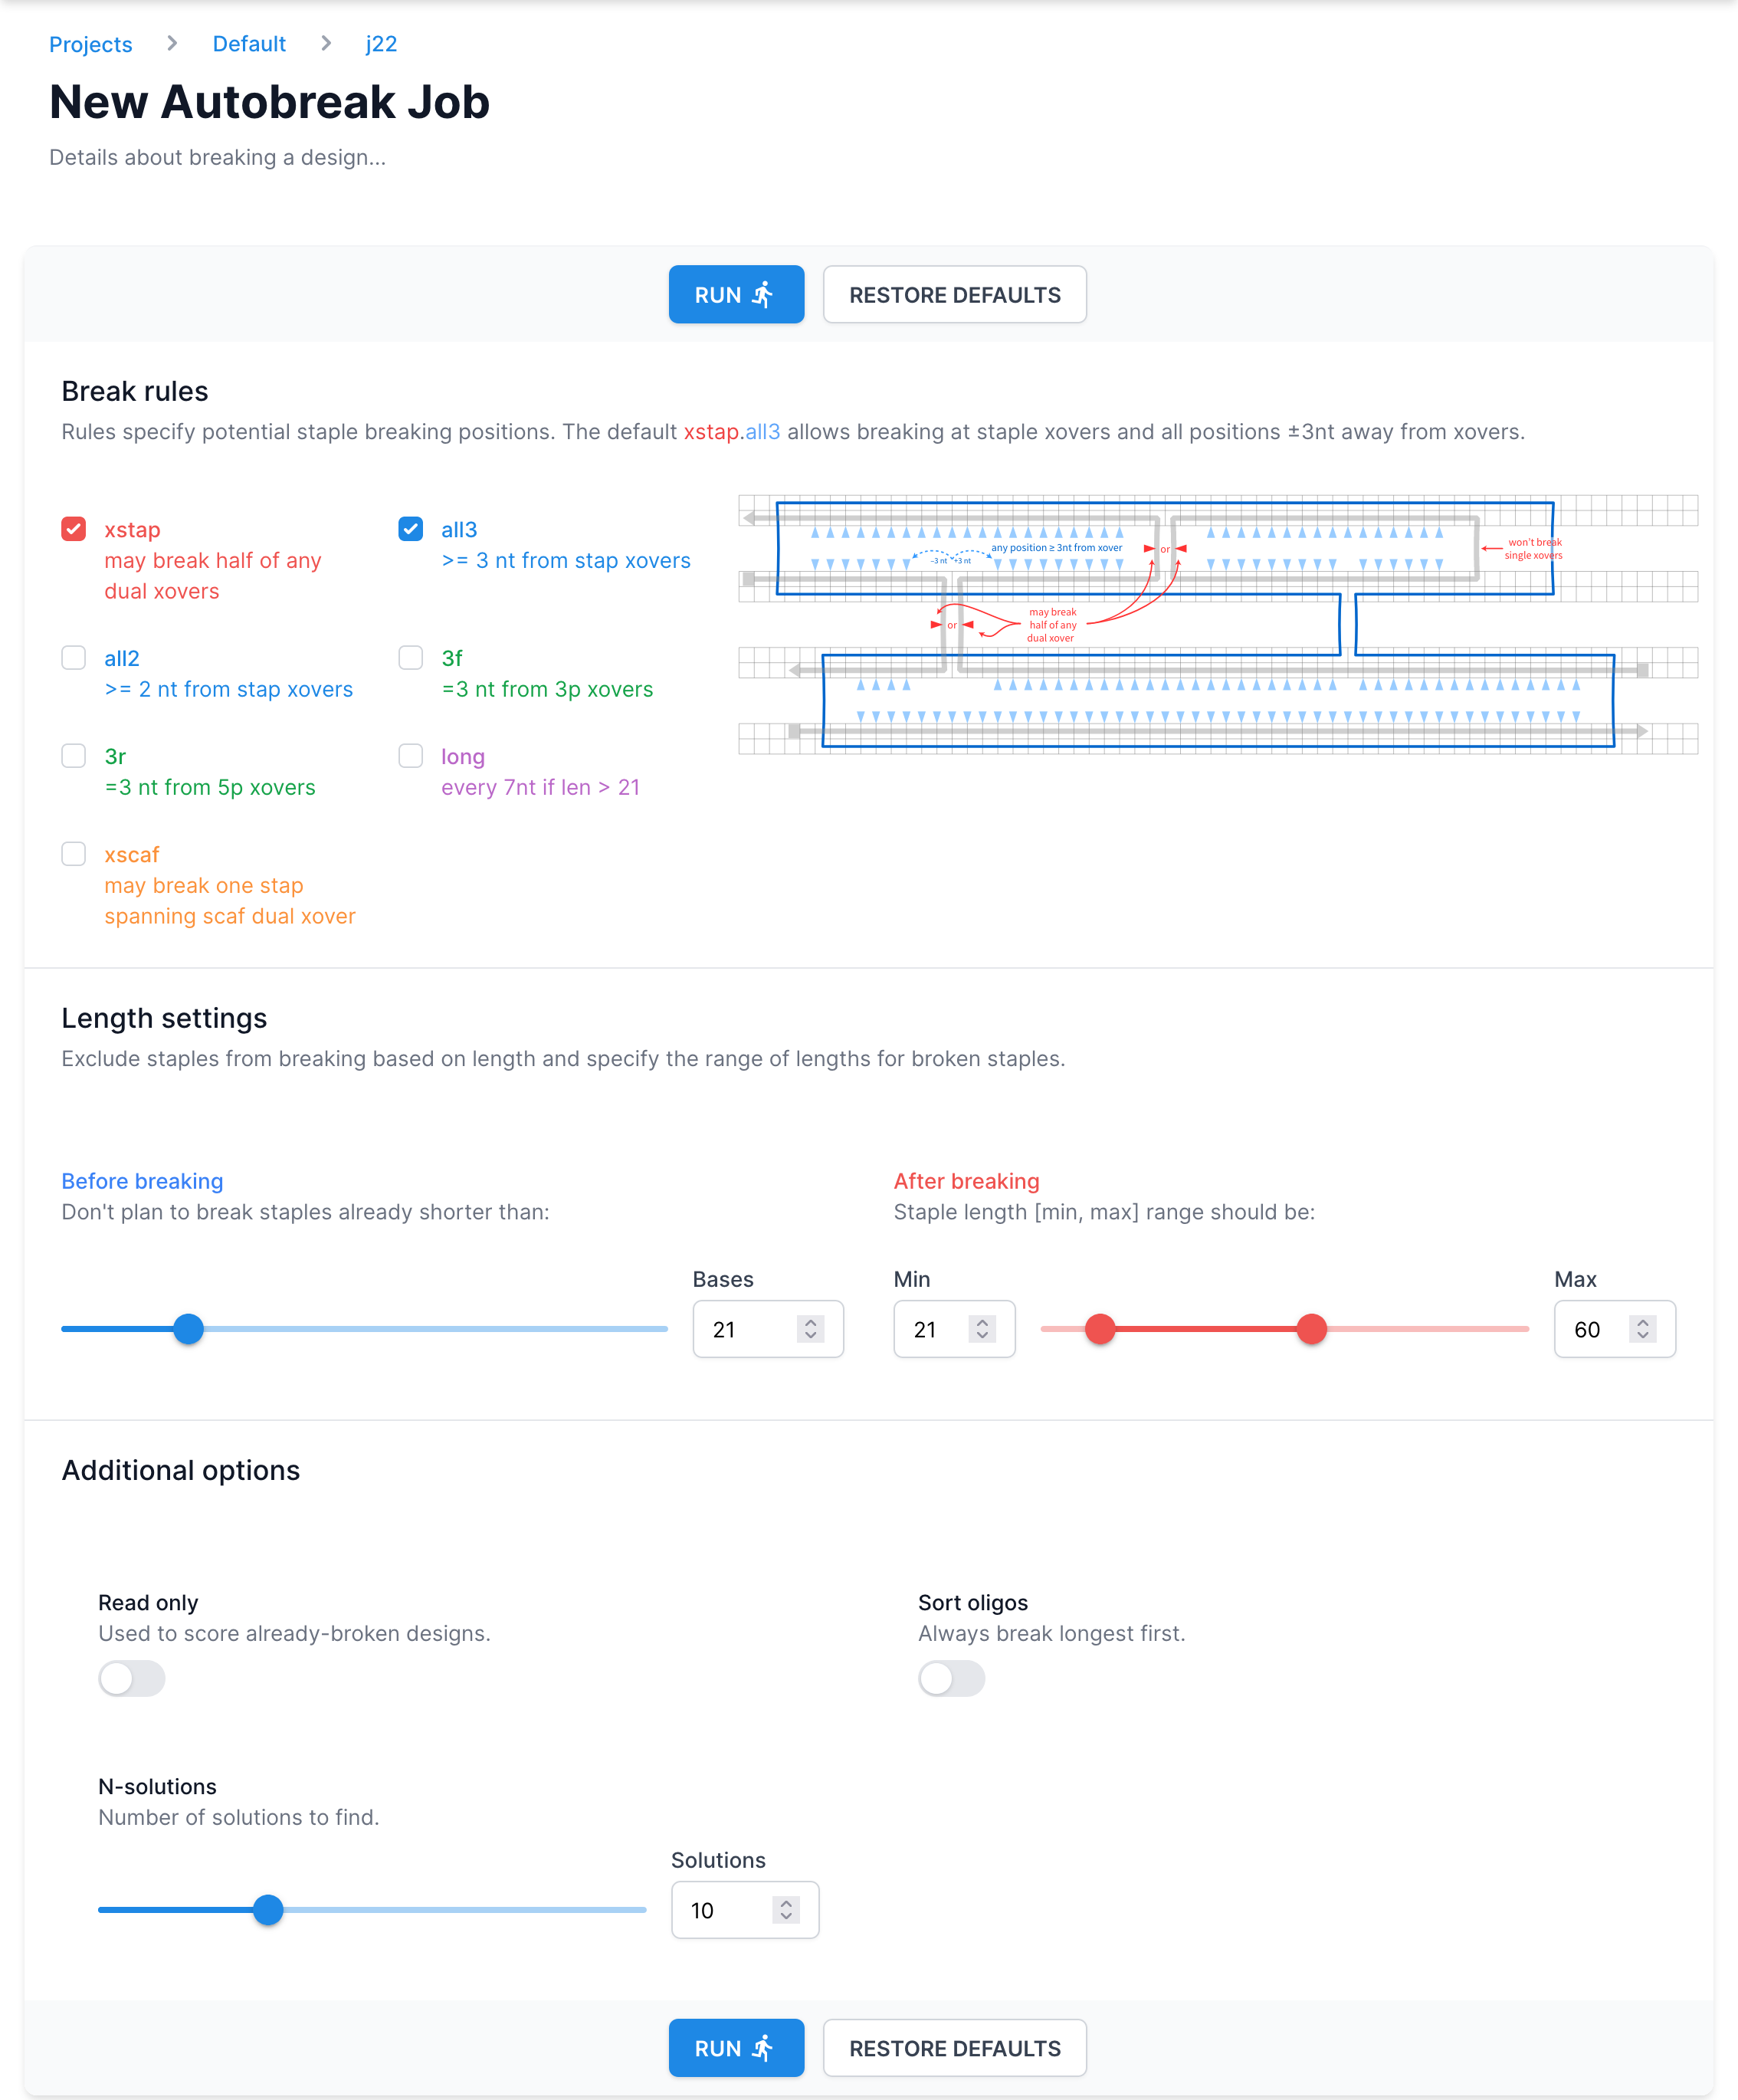 Projects > Default > j22
New Autobreak Job
Details about breaking a design...
RUN RESTORE DEFAULTS
Break rules
Rules specify potential staple breaking positions. The default xstap.all3 allows breaking at staple xovers and all positions ±3nt away from xovers.
xstap
may break half of any
dual xovers
all3
>= 3 nt from stap xovers
all2
>= 2 nt from stap xovers
3f
=3 nt from 3p xovers
3r
=3 nt from 5p xovers
long
every 7nt if len > 21
xscaf
may break one stap
spanning scaf dual xover
any position ≥ 3nt from xover
-3 nt +3 nt
or
won't break
single xovers
may break
half of any
dual xover
or
Length settings
Exclude staples from breaking based on length and specify the range of lengths for broken staples.
Before breaking
Don't plan to break staples already shorter than:
Bases
21
After breaking
Staple length [min, max] range should be:
Min
21
Max
60
Additional options
Read only
Used to score already-broken designs.
Sort oligos
Always break longest first.
N-solutions
Number of solutions to find.
Solutions
10
RUN RESTORE DEFAULTS